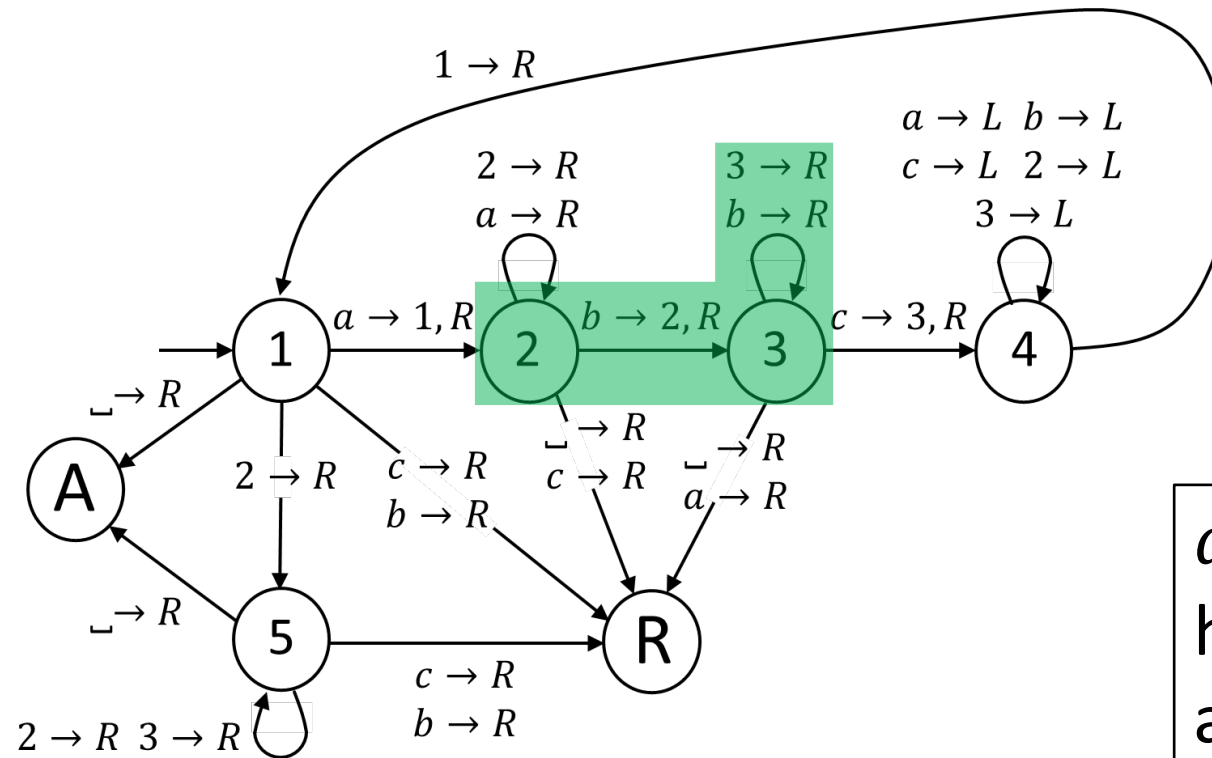 1 → R
a → L b → L
2 → R 3 → R c → L 2 → L
a → R b → R 3 → L
1 a → 1, R 2 b → 2, R 3 c → 3, R 4
␣ → R
A 2 → R c → R ␣ → R ␣ → R
b → R c → R a → R
␣ → R
5 R
c → R
2 → R 3 → R b → R
h